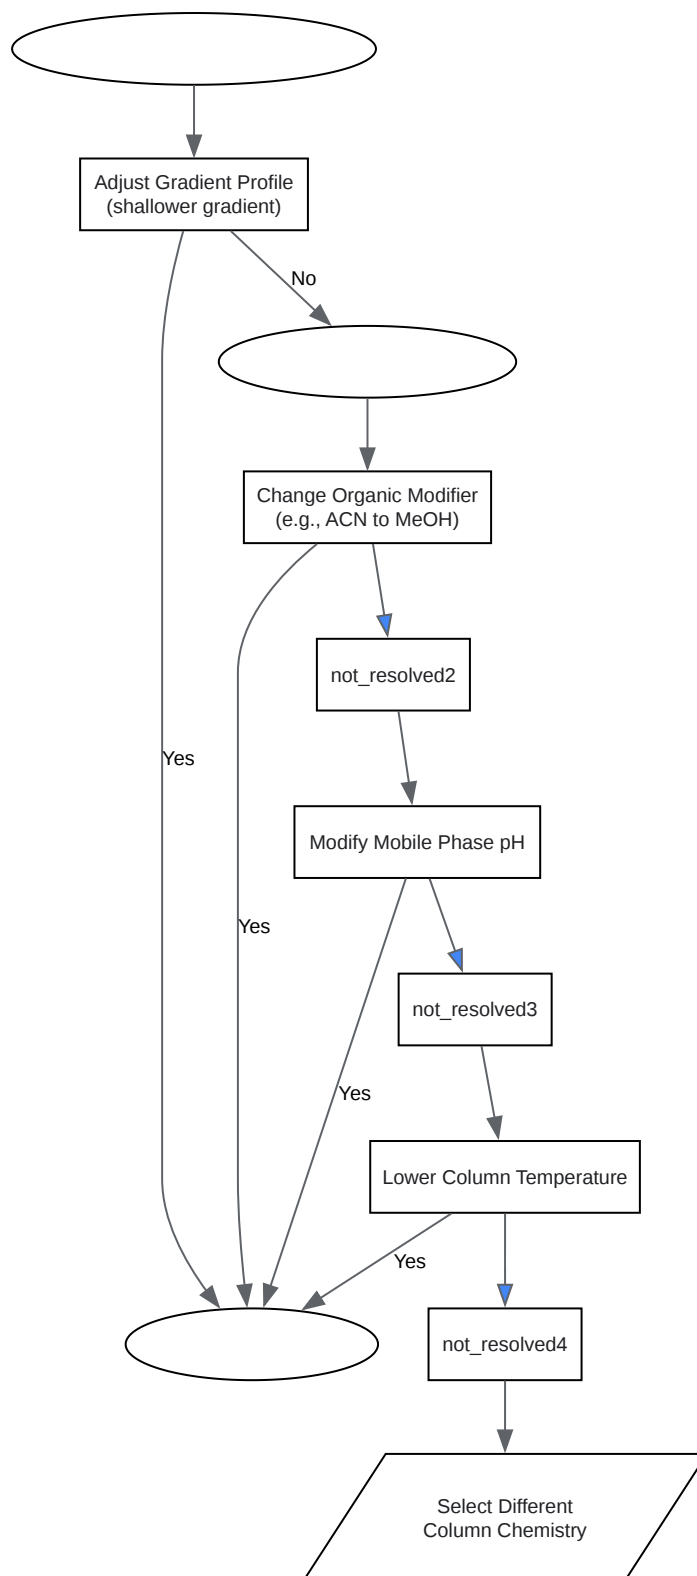 Adjust Gradient Profile
(shallower gradient)
No
Change Organic Modifier
(e.g., ACN to MeOH)
not_resolved2
Yes
Modify Mobile Phase pH
Yes
not_resolved3
Yes
Lower Column Temperature
Yes
not_resolved4
Select Different
Column Chemistry